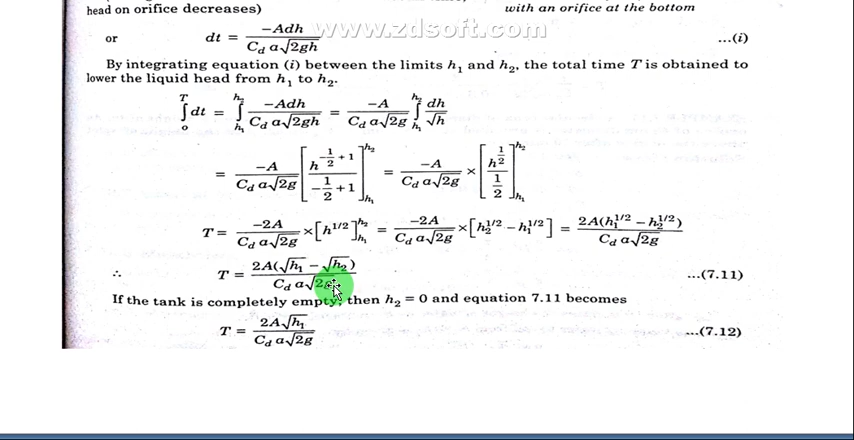 head on orifice decreases)
with an orifice at the bottom
www.zdsoft.com
or dt = −Adh / C_d a√2gh ...(i)
By integrating equation (i) between the limits h₁ and h₂, the total time T is obtained to
lower the liquid head from h₁ to h₂.
∫ₒᵀ dt = ∫_{h₁}^{h₂} −Adh / C_d a√2gh = −A / C_d a√2g ∫_{h₁}^{h₂} dh / √h
= −A / C_d a√2g [h^{−1/2 + 1} / (−1/2 + 1)]_{h₁}^{h₂} = −A / C_d a√2g × [h^{1/2} / (1/2)]_{h₁}^{h₂}
T = −2A / C_d a√2g × [h^{1/2}]_{h₁}^{h₂} = −2A / C_d a√2g × [h₂^{1/2} − h₁^{1/2}] = 2A(h₁^{1/2} − h₂^{1/2}) / C_d a√2g
∴ T = 2A(√h₁ − √h₂) / C_d a√2g ...(7.11)
If the tank is completely empty, then h₂ = 0 and equation 7.11 becomes
T = 2A√h₁ / C_d a√2g ...(7.12)